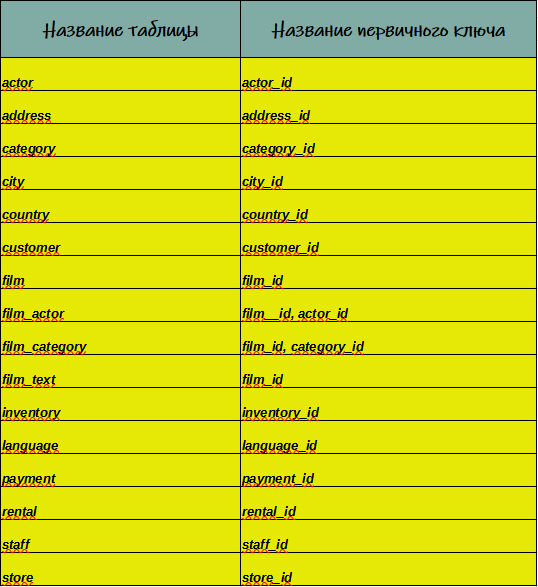 Название таблицы Название первичного ключа
actor actor_id
address address_id
category category_id
city city_id
country country_id
customer customer_id
film film_id
film_actor film__id, actor_id
film_category film_id, category_id
film_text film_id
inventory inventory_id
language language_id
payment payment_id
rental rental_id
staff staff_id
store store_id